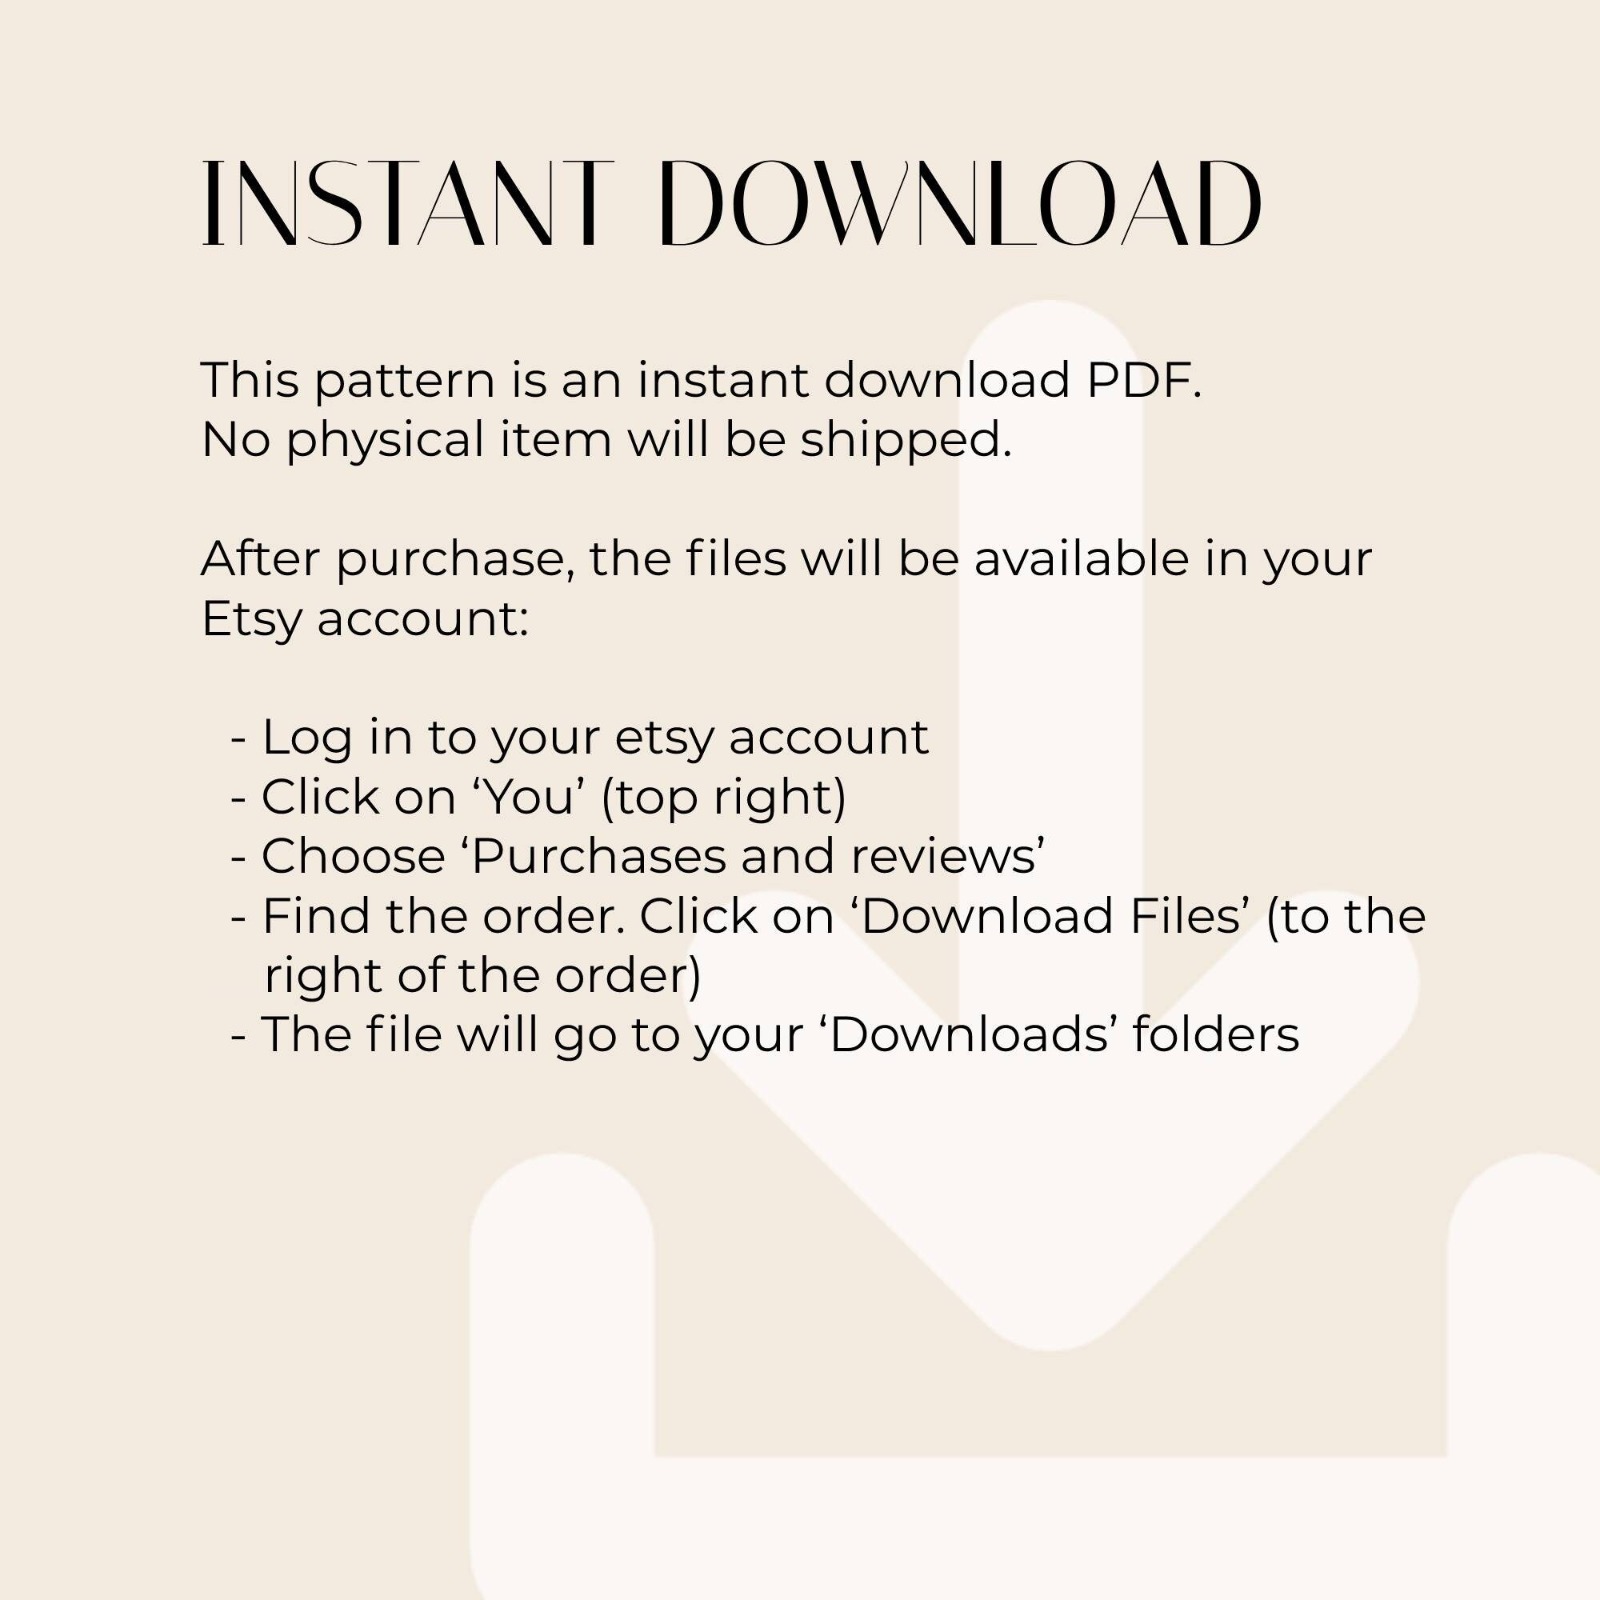 INSTANT DOWNLOAD
This pattern is an instant download PDF.
No physical item will be shipped.
After purchase, the files will be available in your
Etsy account:
- Log in to your etsy account
- Click on ‘You’ (top right)
- Choose ‘Purchases and reviews’
- Find the order. Click on ‘Download Files’ (to the
right of the order)
- The file will go to your ‘Downloads’ folders